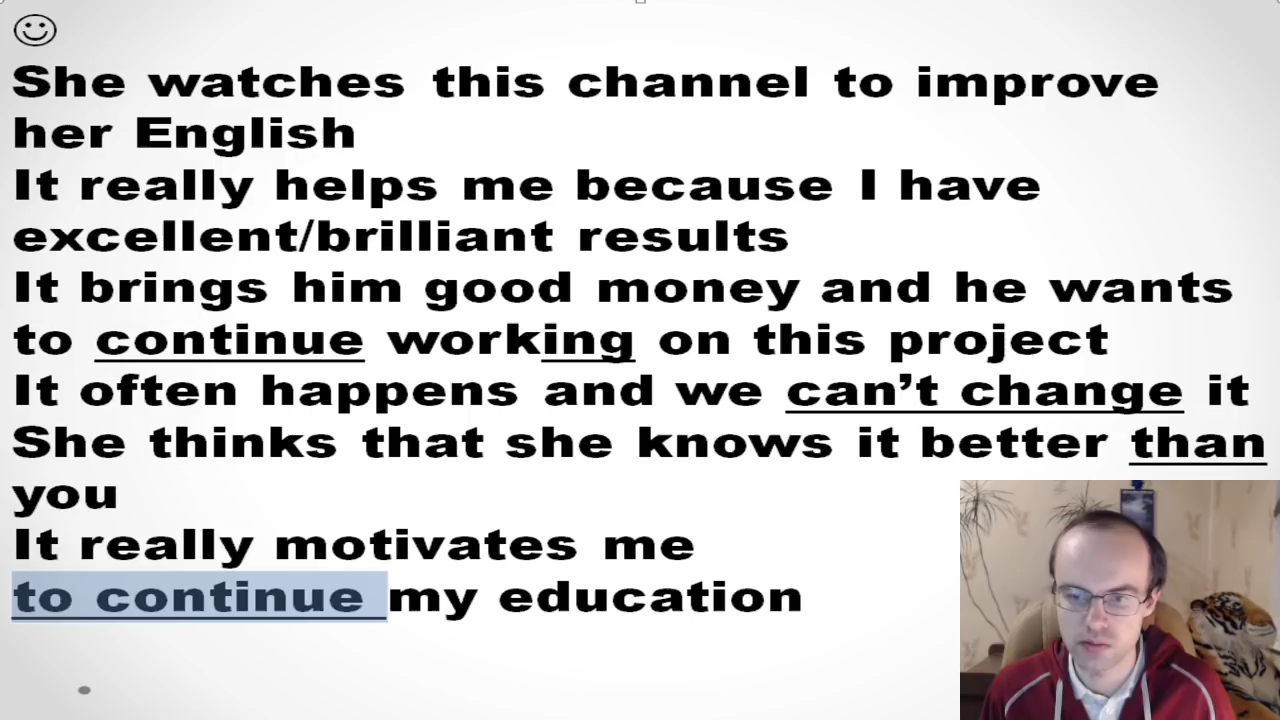 She watches this channel to improve
her English
It really helps me because I have
excellent/brilliant results
It brings him good money and he wants
to continue working on this project
It often happens and we can’t change it
She thinks that she knows it better than
you
It really motivates me
to continue my education